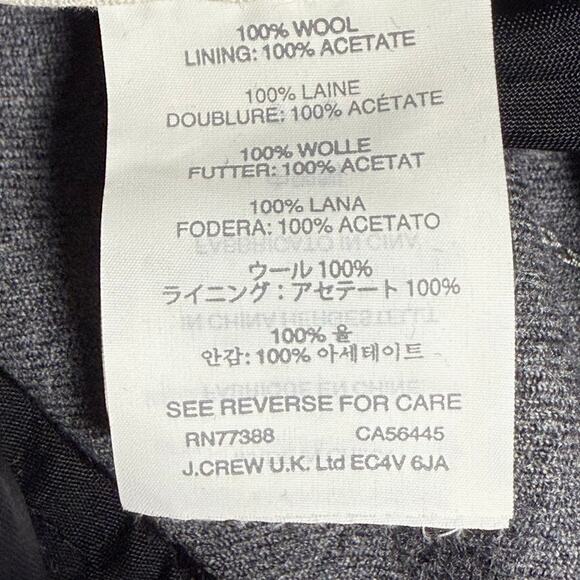 100% WOOL
LINING: 100% ACETATE
100% LAINE
DOUBLURE: 100% ACÉTATE
100% WOLLE
FUTTER: 100% ACETAT
100% LANA
FODERA: 100% ACETATO
ウール 100%
ライニング：アセテート 100%
100% 울
안감: 100% 아세테이트
SEE REVERSE FOR CARE
RN77388 CA56445
J.CREW U.K. Ltd EC4V 6JA